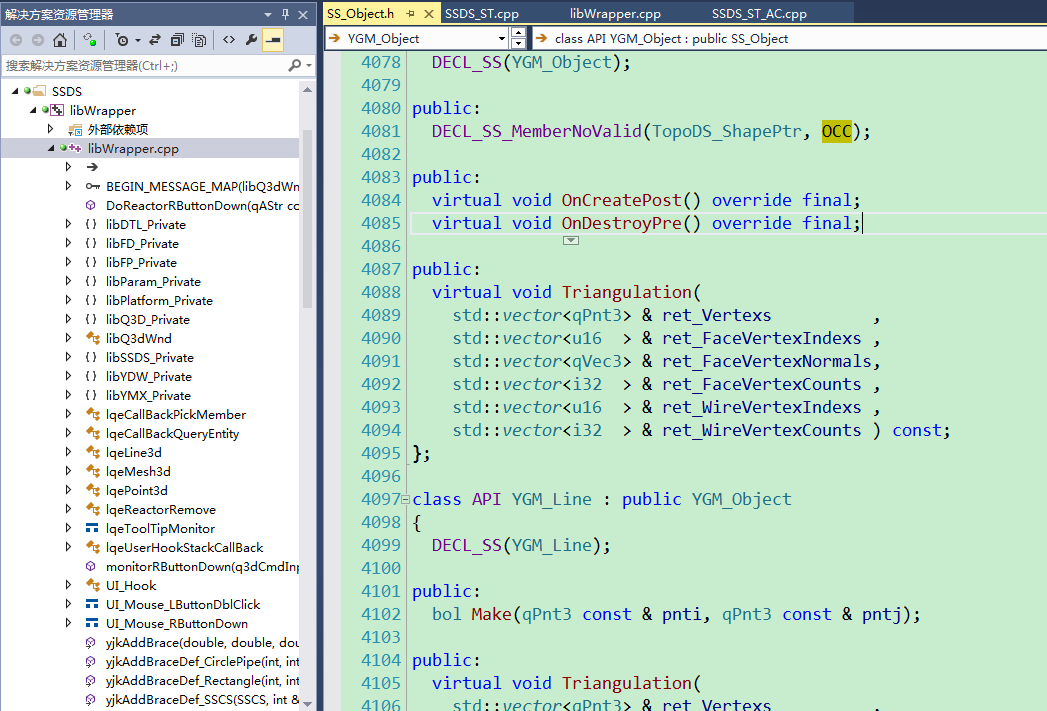 解决方案资源管理器
搜索解决方案资源管理器(Ctrl+;)
SSDS
libWrapper
外部依赖项
libWrapper.cpp
BEGIN_MESSAGE_MAP(libQ3dWn
DoReactorRButtonDown(qAStr co
libDTL_Private
libFD_Private
libFP_Private
libParam_Private
libPlatform_Private
libQ3D_Private
libQ3dWnd
libSSDS_Private
libYDW_Private
libYMX_Private
lqeCallBackPickMember
lqeCallBackQueryEntity
lqeLine3d
lqeMesh3d
lqePoint3d
lqeReactorRemove
lqeToolTipMonitor
lqeUserHookStackCallBack
monitorRButtonDown(q3dCmdInp
UI_Hook
UI_Mouse_LButtonDblClick
UI_Mouse_RButtonDown
yjkAddBrace(double, double, dou
yjkAddBraceDef_CirclePipe(int, int
yjkAddBraceDef_Rectangle(int, int
yjkAddBraceDef_SSCS(SSCS, int &
SS_Object.h SSDS_ST.cpp libWrapper.cpp SSDS_ST_AC.cpp
YGM_Object class API YGM_Object : public SS_Object
4078 DECL_SS(YGM_Object);
4079
4080 public:
4081 DECL_SS_MemberNoValid(TopoDS_ShapePtr, OCC);
4082
4083 public:
4084 virtual void OnCreatePost() override final;
4085 virtual void OnDestroyPre() override final;
4086
4087 public:
4088 virtual void Triangulation(
4089 std::vector<qPnt3> & ret_Vertexs ,
4090 std::vector<u16 > & ret_FaceVertexIndexs ,
4091 std::vector<qVec3> & ret_FaceVertexNormals,
4092 std::vector<i32 > & ret_FaceVertexCounts ,
4093 std::vector<u16 > & ret_WireVertexIndexs ,
4094 std::vector<i32 > & ret_WireVertexCounts ) const;
4095 };
4096
4097 class API YGM_Line : public YGM_Object
4098 {
4099 DECL_SS(YGM_Line);
4100
4101 public:
4102 bol Make(qPnt3 const & pnti, qPnt3 const & pntj);
4103
4104 public:
4105 virtual void Triangulation(
4106 std::vector<qPnt3> & ret_Vertexs ,